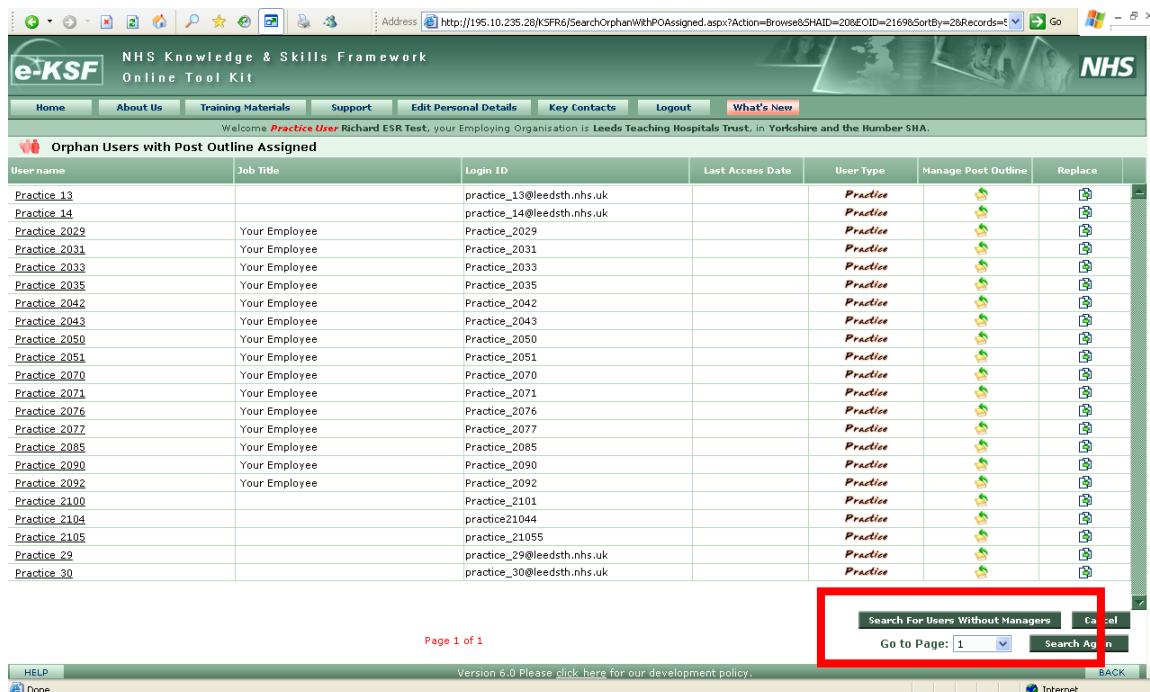 Address http://195.10.235.28/KSFR6/SearchOrphanWithPOAssigned.aspx?Action=Browse&SHAID=20&EOID=2169&SortBy=2&Records= Go
e-KSF NHS Knowledge & Skills Framework
Online Tool Kit NHS
Home About Us Training Materials Support Edit Personal Details Key Contacts Logout What's New
Welcome Practice User Richard ESR Test, your Employing Organisation is Leeds Teaching Hospitals Trust, in Yorkshire and the Humber SHA.
Orphan Users with Post Outline Assigned
User name Job Title Login ID Last Access Date User Type Manage Post Outline Replace
Practice 13 practice_13@leedsth.nhs.uk Practice
Practice 14 practice_14@leedsth.nhs.uk Practice
Practice 2029 Your Employee Practice_2029 Practice
Practice 2031 Your Employee Practice_2031 Practice
Practice 2033 Your Employee Practice_2033 Practice
Practice 2035 Your Employee Practice_2035 Practice
Practice 2042 Your Employee Practice_2042 Practice
Practice 2043 Your Employee Practice_2043 Practice
Practice 2050 Your Employee Practice_2050 Practice
Practice 2051 Your Employee Practice_2051 Practice
Practice 2070 Your Employee Practice_2070 Practice
Practice 2071 Your Employee Practice_2071 Practice
Practice 2076 Your Employee Practice_2076 Practice
Practice 2077 Your Employee Practice_2077 Practice
Practice 2085 Your Employee Practice_2085 Practice
Practice 2090 Your Employee Practice_2090 Practice
Practice 2092 Your Employee Practice_2092 Practice
Practice 2100 Practice_2101 Practice
Practice 2104 practice21044 Practice
Practice 2105 practice_21055 Practice
Practice 29 practice_29@leedsth.nhs.uk Practice
Practice 30 practice_30@leedsth.nhs.uk Practice
Search For Users Without Managers Cancel
Page 1 of 1 Go to Page: 1 Search Again
HELP Version 6.0 Please click here for our development policy. BACK
Done Internet